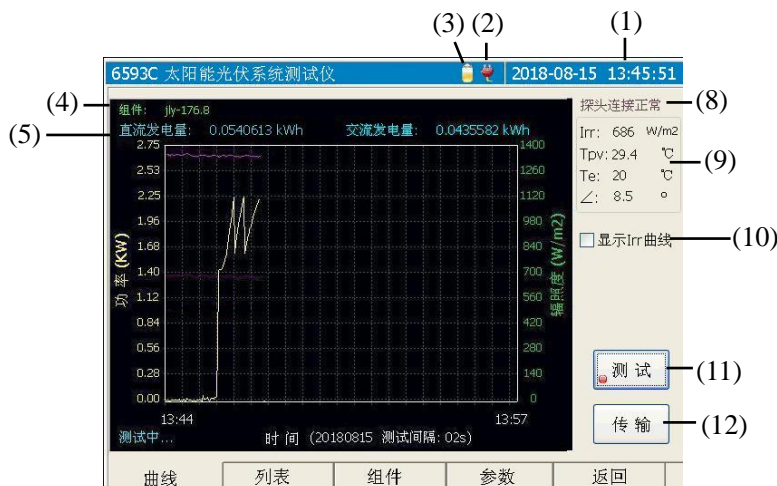 (3) (2) (1)
6593C 太阳能光伏系统测试仪 2018-08-15 13:45:51
(4) 组件: jly-176.8
(5) 直流发电量: 0.0540613 kWh 交流发电量: 0.0435582 kWh
探头连接正常 (8)
Irr: 686 W/m2
Tpv: 29.4 ℃ (9)
Te: 20 ℃
∠: 8.5 °
显示Irr曲线 (10)
功率(KW)
2.75
2.53
2.25
1.96
1.68
1.40
1.12
0.84
0.56
0.28
0.00
1400
1260
1120
980
840
700
560
420
280
140
0
辐照度(W/m2)
13:44 13:57
测试中... 时间 (20180815 测试间隔: 02s)
测试 (11)
传输 (12)
曲线 列表 组件 参数 返回